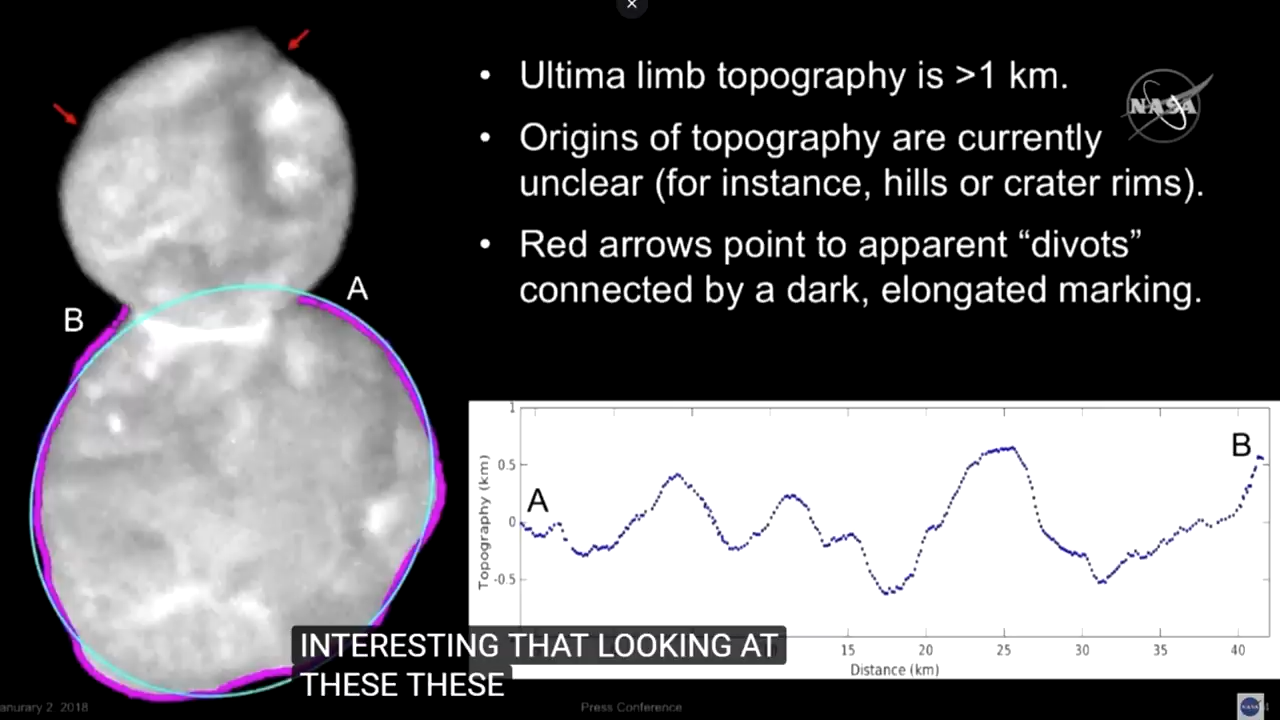 • Ultima limb topography is >1 km.
NASA
• Origins of topography are currently
unclear (for instance, hills or crater rims).
• Red arrows point to apparent “divots”
connected by a dark, elongated marking.
A
B
1
0.5
0
-0.5
Topography (km)
A
B
15
20
25
30
35
40
Distance (km)
INTERESTING THAT LOOKING AT
THESE THESE
2 2018
Press Conference
NASA